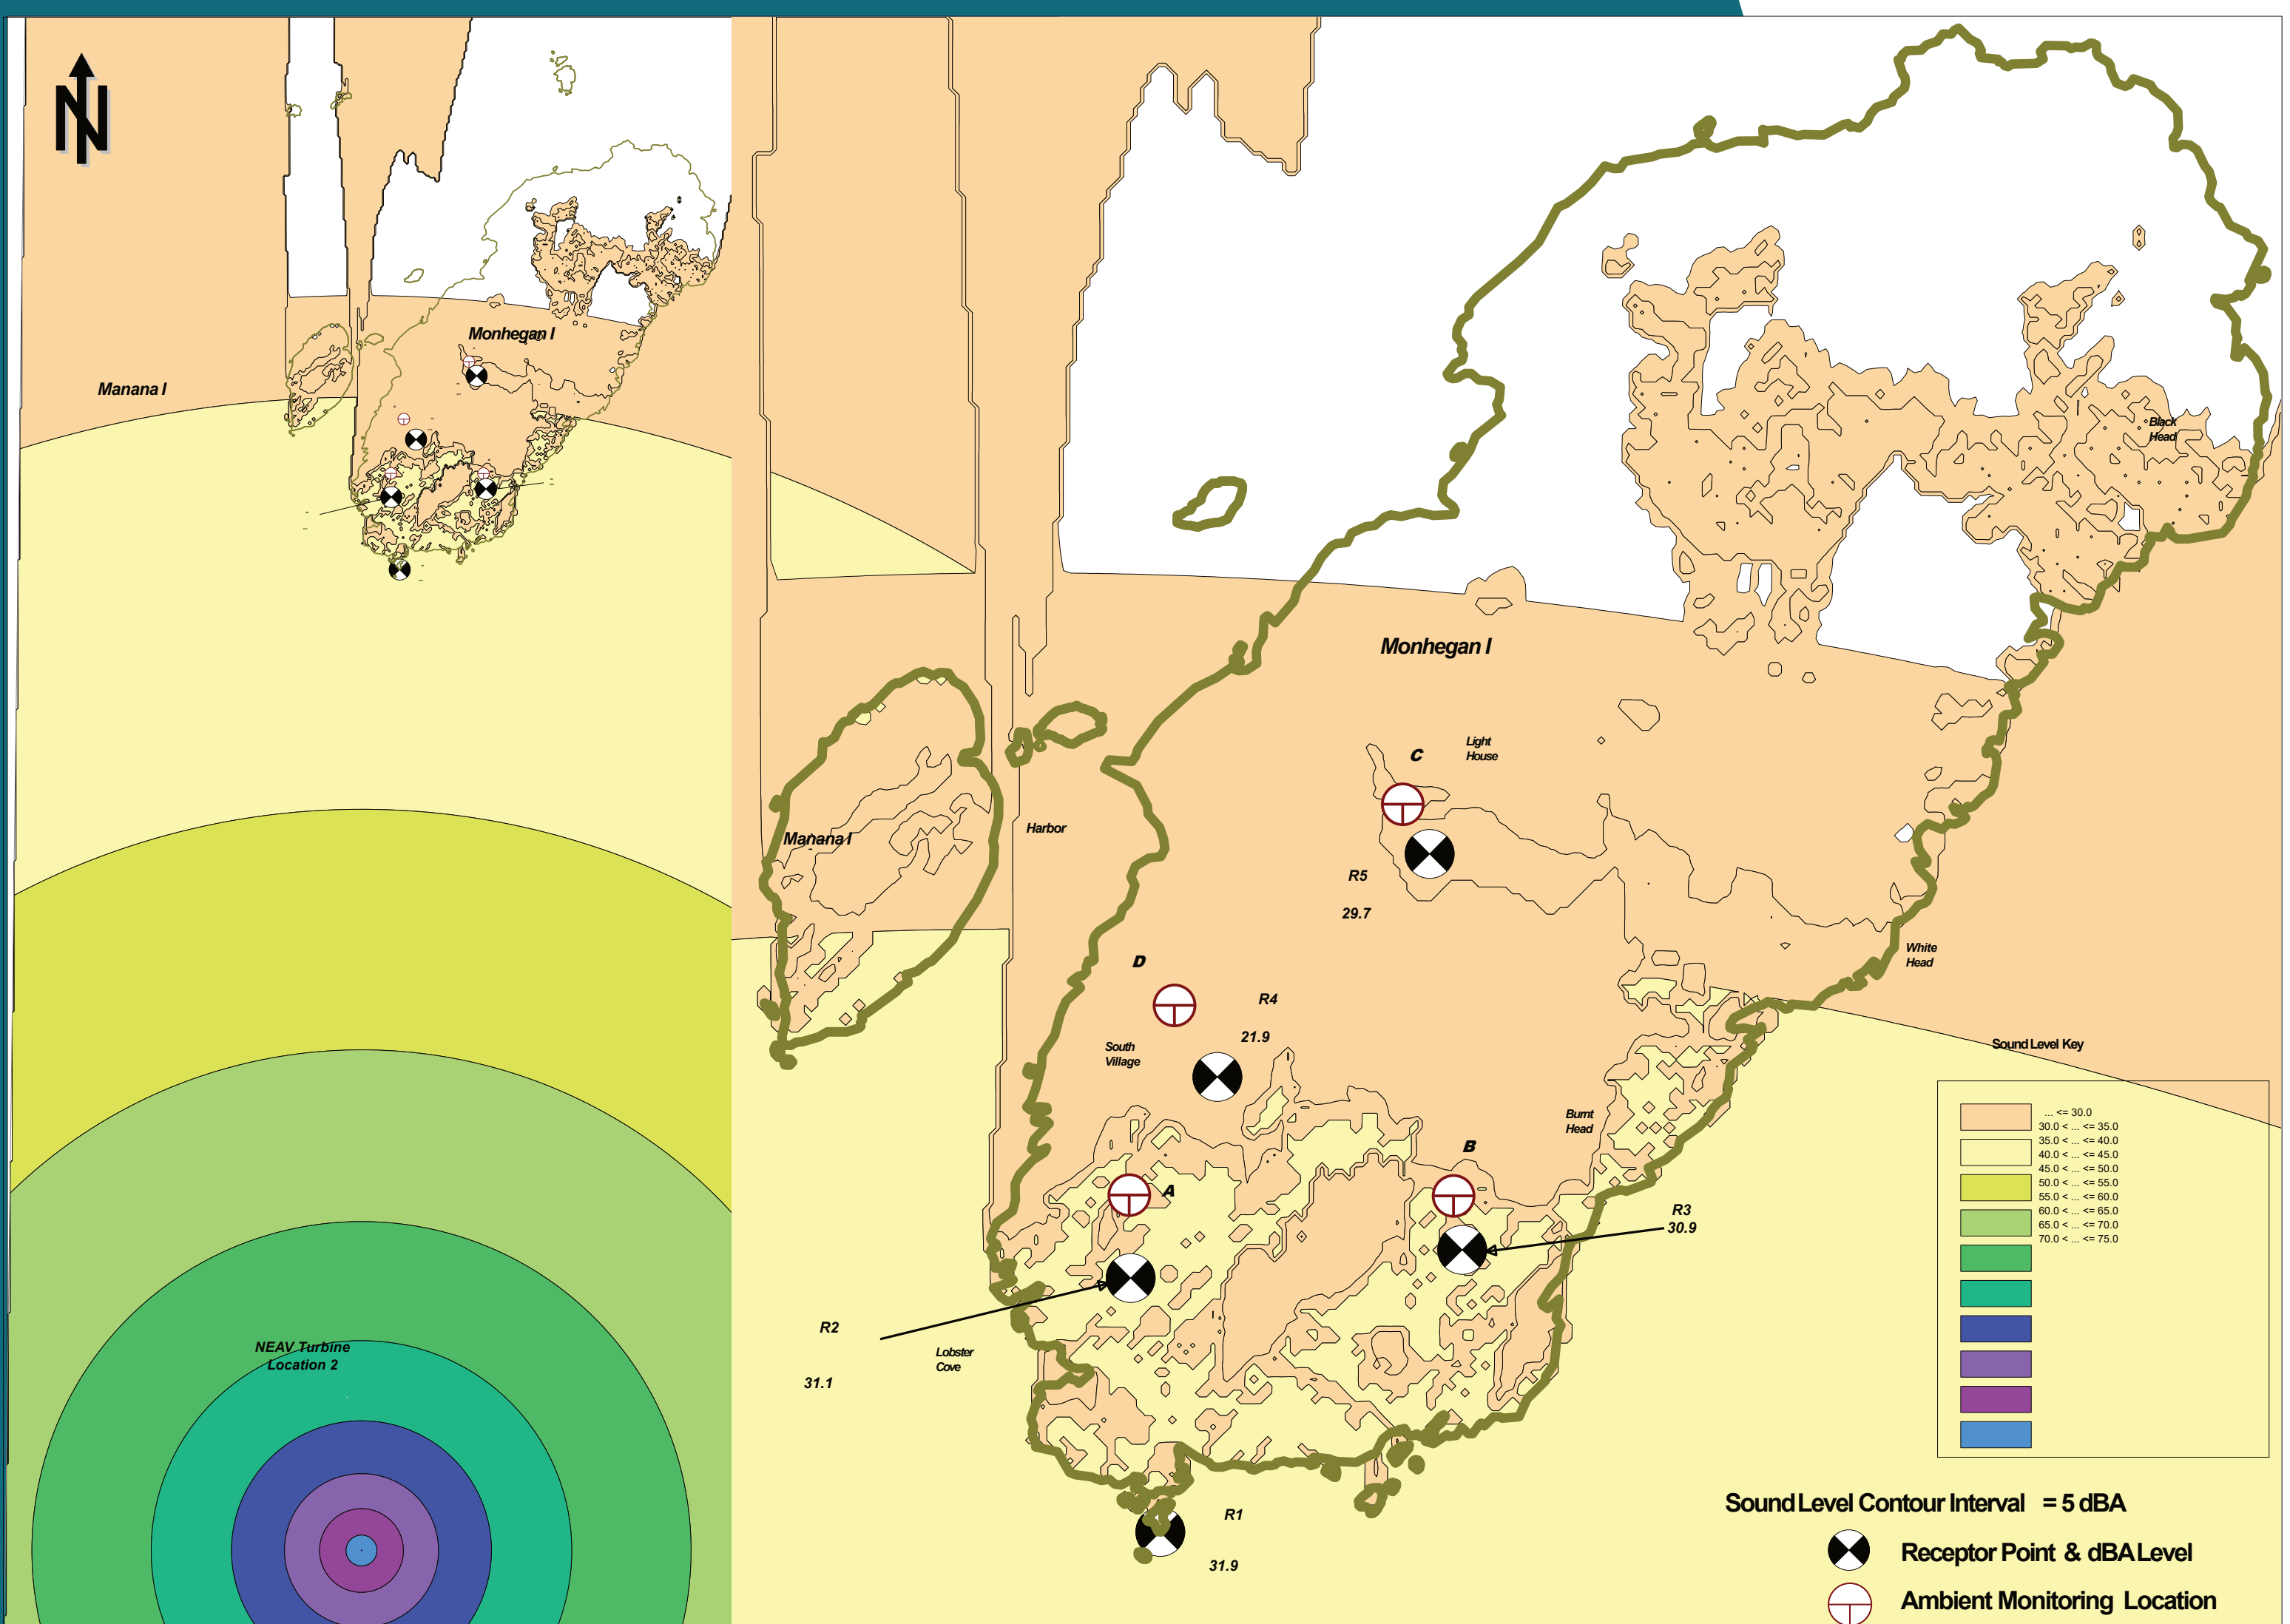 N
Monhegan I
Manana I
NEAV Turbine
Location 2
Monhegan I
Black
Head
C
Light
House
Manana I
Harbor
R5
29.7
White
Head
D
R4
21.9
South
Village
Burnt
Head
B
A
R3
30.9
R2
31.1
Lobster
Cove
R1
31.9
Sound Level Key
... <= 30.0
30.0 < ... <= 35.0
35.0 < ... <= 40.0
40.0 < ... <= 45.0
45.0 < ... <= 50.0
50.0 < ... <= 55.0
55.0 < ... <= 60.0
60.0 < ... <= 65.0
65.0 < ... <= 70.0
70.0 < ... <= 75.0
Sound Level Contour Interval = 5 dBA
Receptor Point & dBA Level
Ambient Monitoring Location